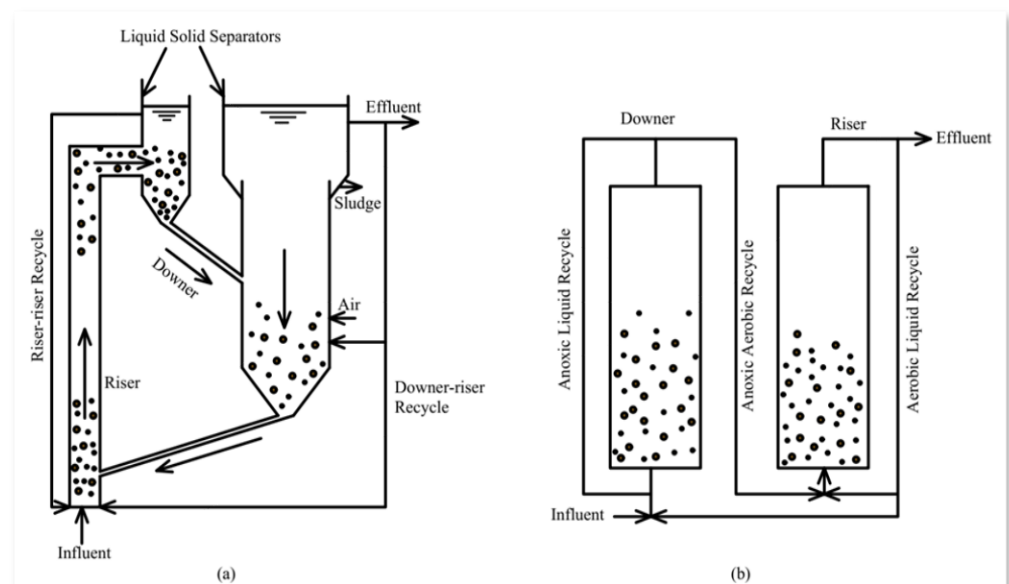 Liquid Solid Separators
Effluent
Sludge
Riser-riser Recycle
Downer
Air
Riser
Downer-riser
Recycle
Influent
(a)
Downer
Riser
Effluent
Anoxic Liquid Recycle
Anoxic Aerobic Recycle
Aerobic Liquid Recycle
Influent
(b)